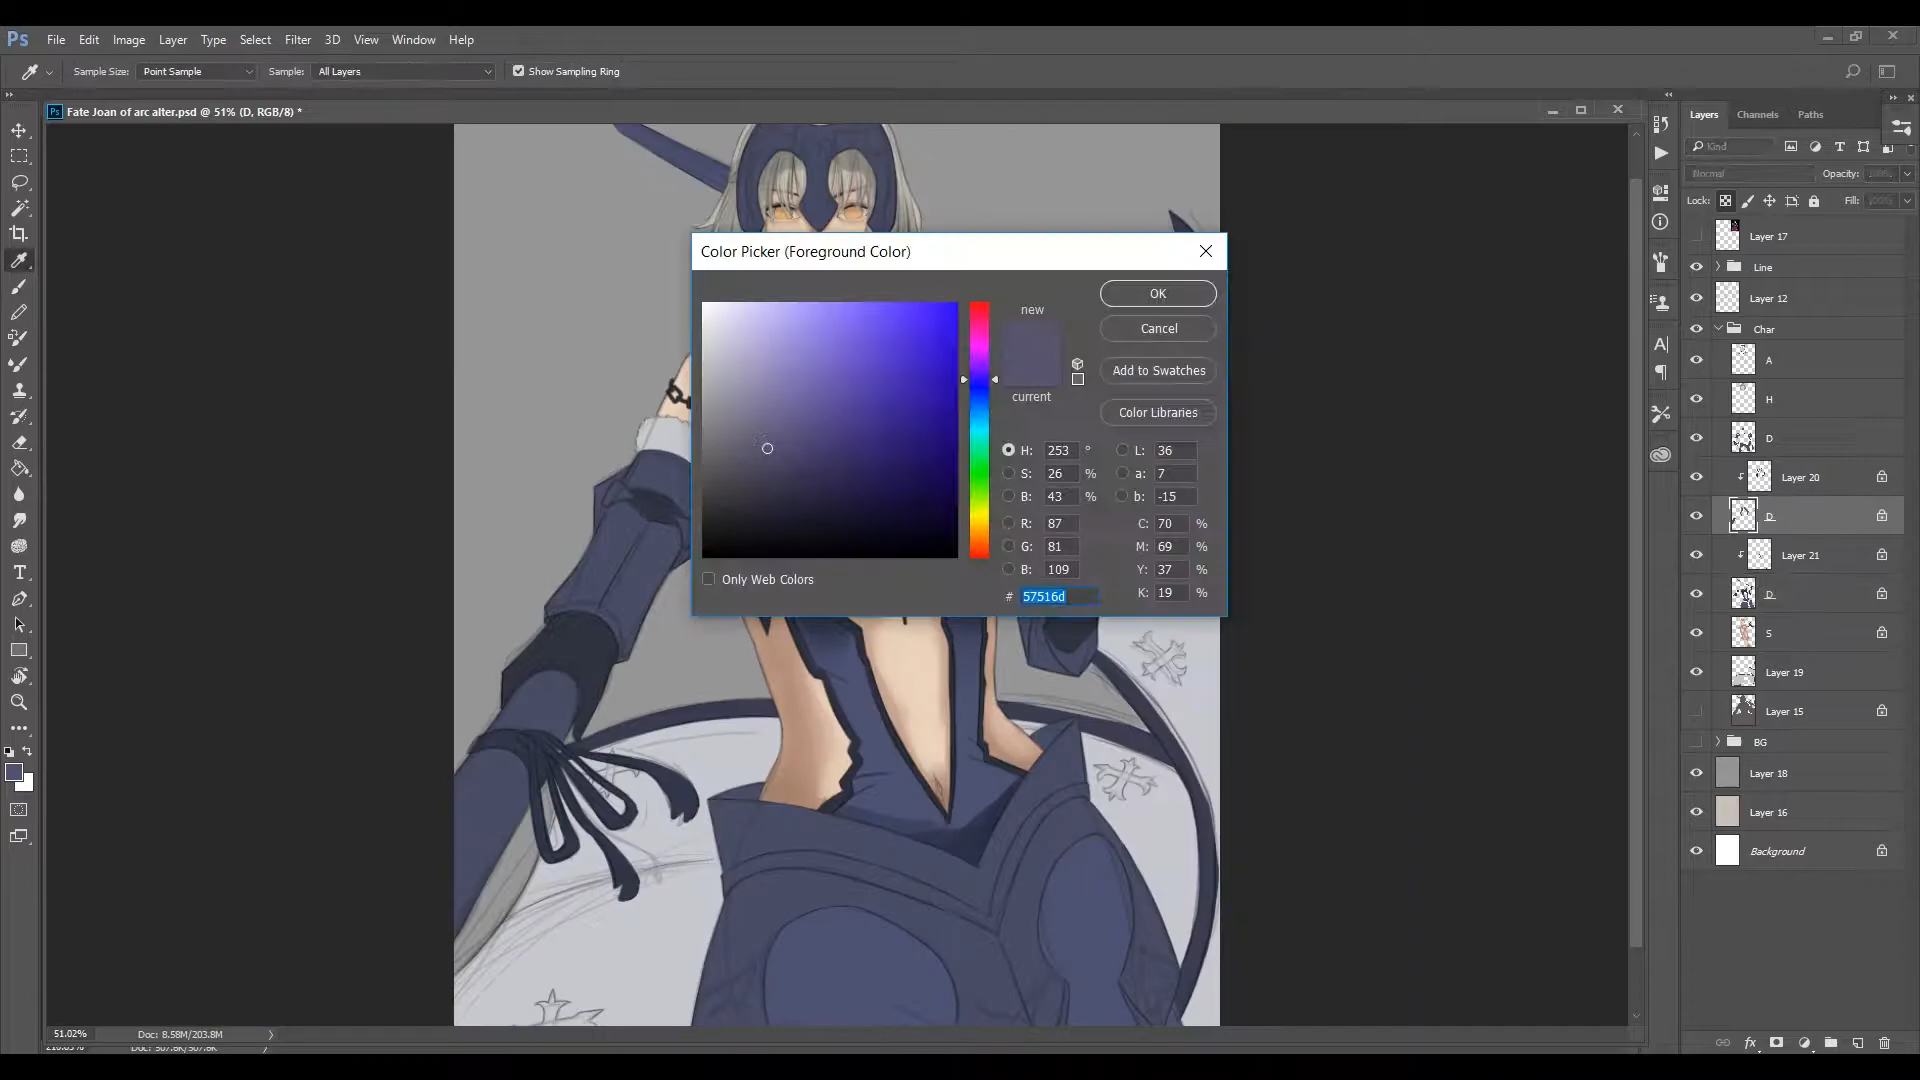 Ps File Edit Image Layer Type Select Filter 3D View Window Help
Sample Size: Point Sample Sample: All Layers Show Sampling Ring
Ps Fate Joan of arc alter.psd @ 51% (D, RGB/8) *
Layers Channels Paths
Kind
Normal Opacity:
Lock: Fill:
Layer 17
Line
Layer 12
Char
A
H
D
Layer 20
D
Layer 21
D
S
Layer 19
Layer 15
BG
Layer 18
Layer 16
Background
Color Picker (Foreground Color)
new
current
OK
Cancel
Add to Swatches
Color Libraries
H: 253 ° L: 36
S: 26 % a: 7
B: 43 % b: -15
R: 87 C: 70 %
G: 81 M: 69 %
B: 109 Y: 37 %
# 57516d K: 19 %
Only Web Colors
51.02% Doc: 8.58M/203.8M